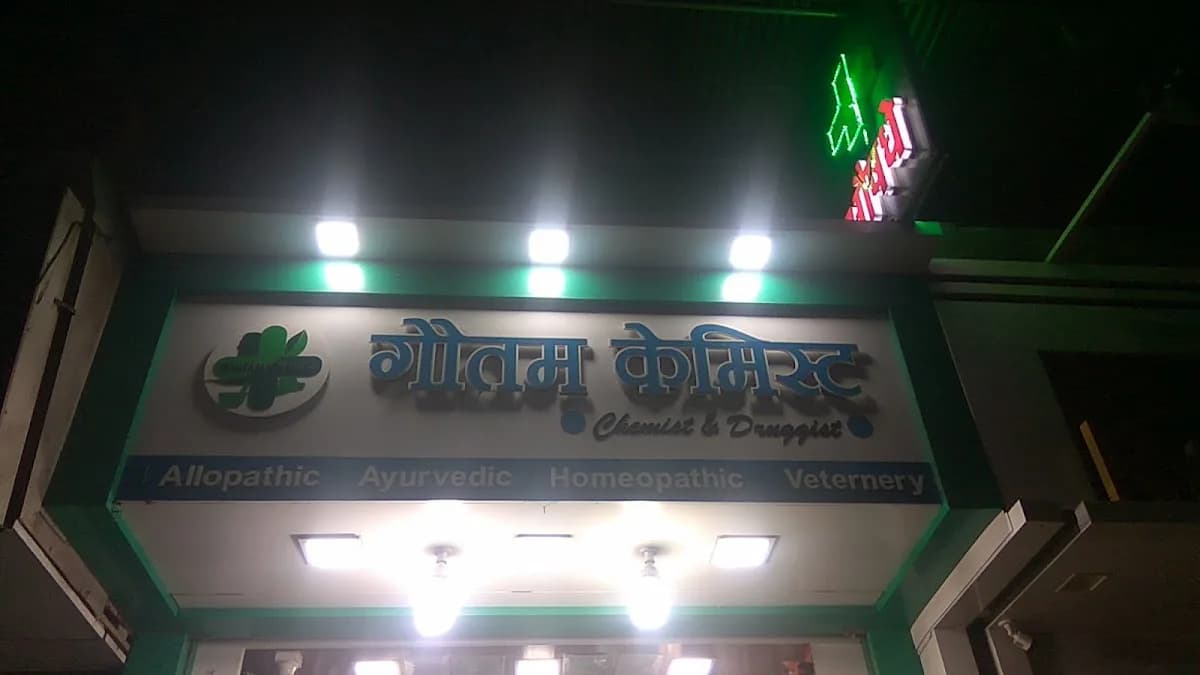 गौतम केमिस्ट
Chemist & Druggist
Allopathic Ayurvedic Homeopathic Veternery